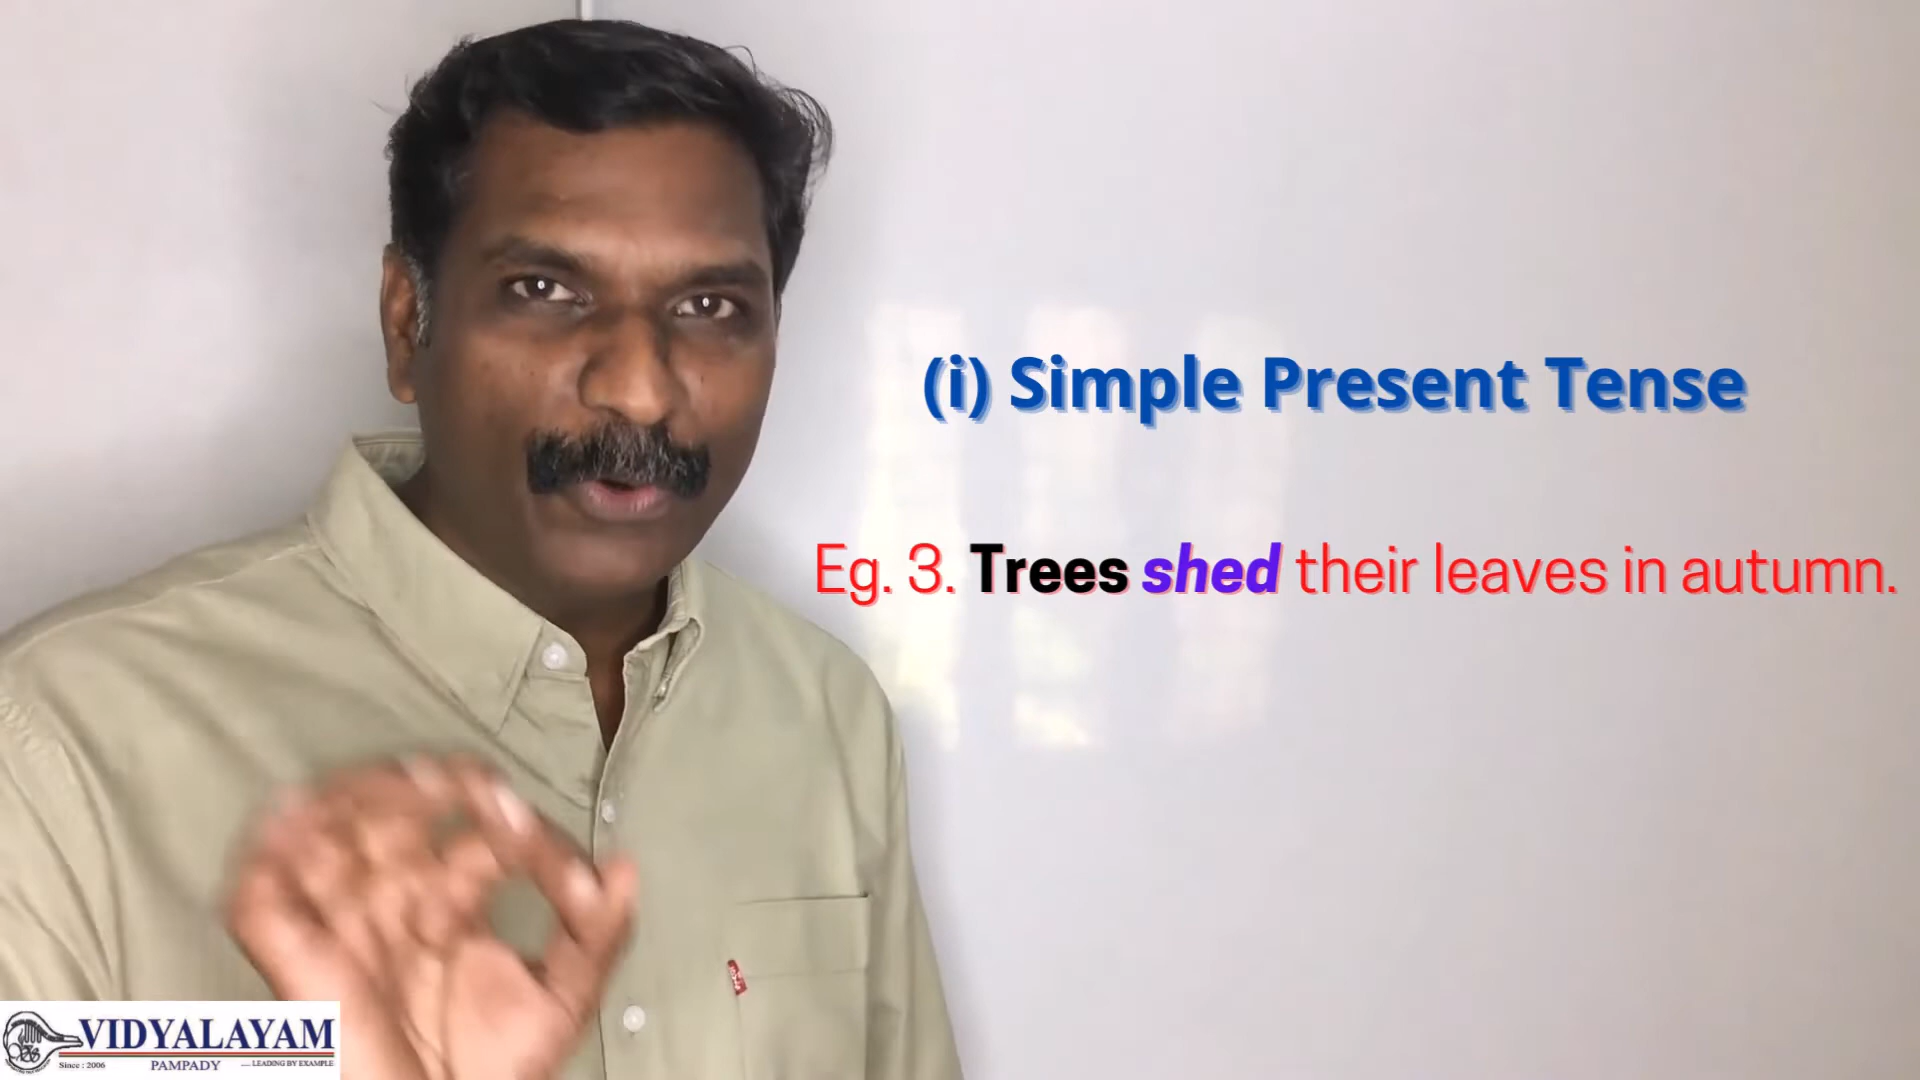 (i) Simple Present Tense
Eg. 3. Trees shed their leaves in autumn.
VIDYALAYAM
Since : 2006 PAMPADY — LEADING BY EXAMPLE